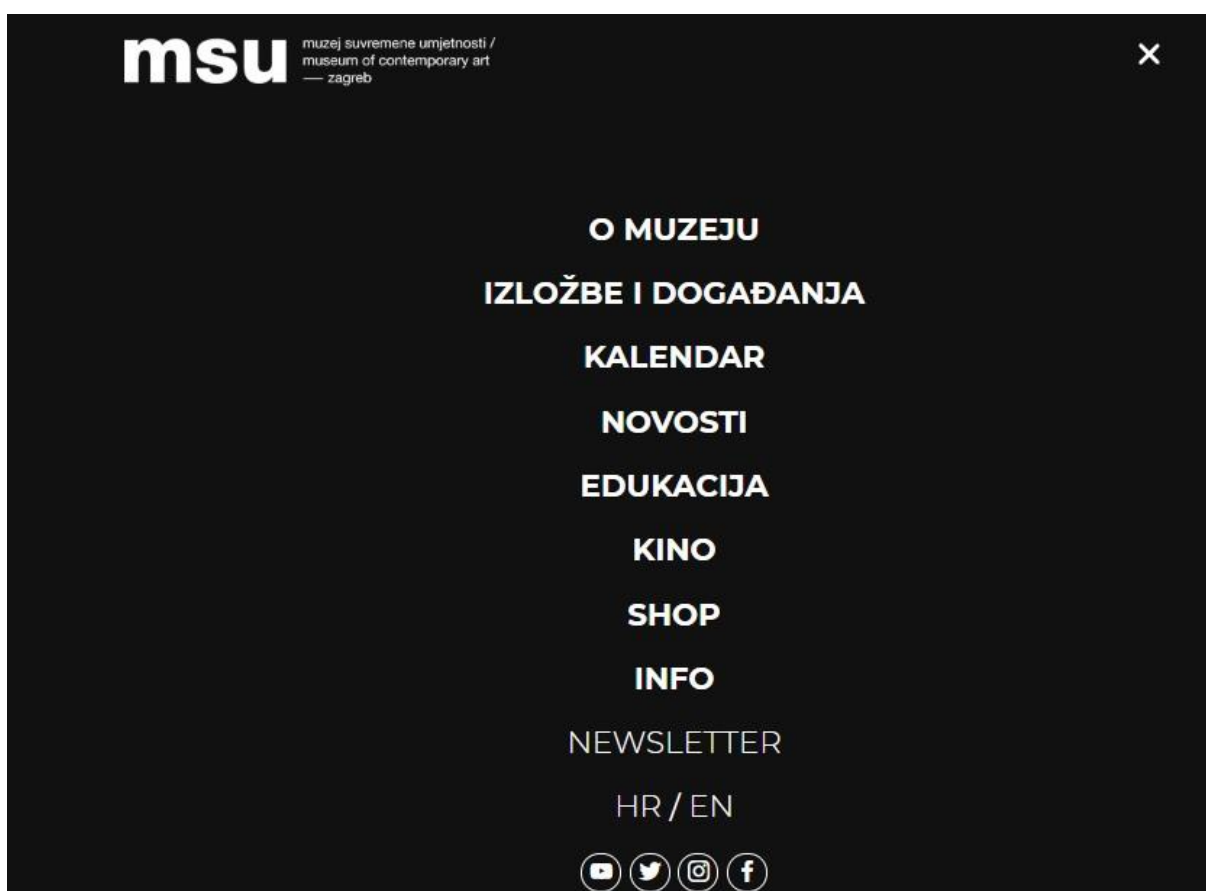 msu
muzej suvremene umjetnosti /
museum of contemporary art
— zagreb
O MUZEJU
IZLOŽBE I DOGAĐANJA
KALENDAR
NOVOSTI
EDUKACIJA
KINO
SHOP
INFO
NEWSLETTER
HR / EN